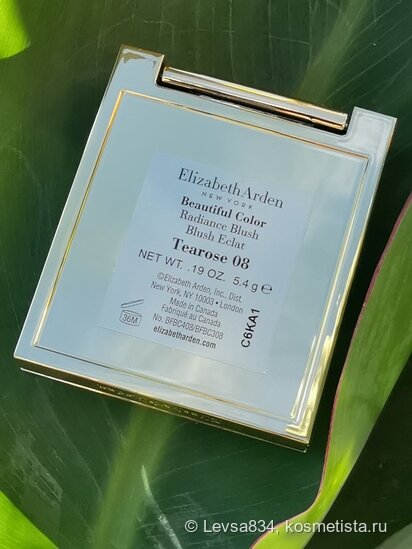 ElizabethArden
NEW YORK
Beautiful Color
Radiance Blush
Blush Eclat
Tearose 08
NET WT. .19 OZ. 5.4 g ℮
©Elizabeth Arden, Inc., Dist.
New York, NY 10003 • London
Made in Canada
Fabriqué au Canada
No. BFBC408/BFBC308
elizabetharden.com
36M
C6KA1
© Levsa834, kosmetista.ru